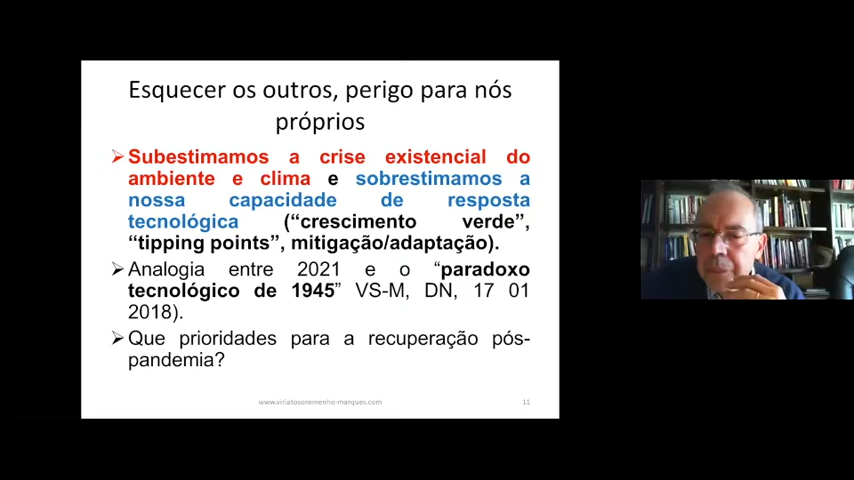 Esquecer os outros, perigo para nós
próprios
Subestimamos a crise existencial do
ambiente e clima e sobrestimamos a
nossa capacidade de resposta
tecnológica (“crescimento verde”,
“tipping points”, mitigação/adaptação).
Analogia entre 2021 e o “paradoxo
tecnológico de 1945” VS-M, DN, 17 01
2018).
Que prioridades para a recuperação pós-
pandemia?
www.viriatosoromenho-marques.com
11